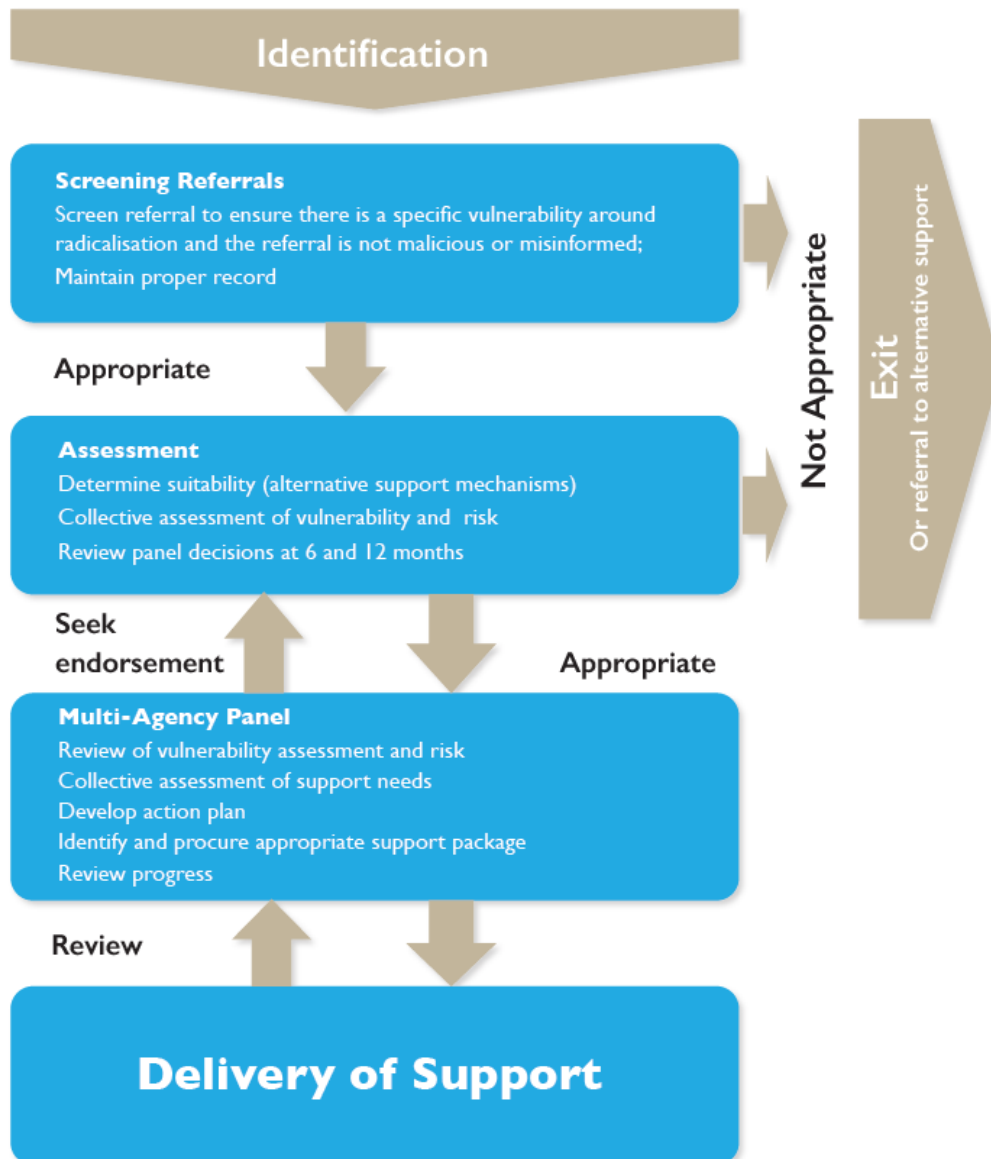 Identification
Screening Referrals
Screen referral to ensure there is a specific vulnerability around
radicalisation and the referral is not malicious or misinformed;
Maintain proper record
Appropriate
Not Appropriate
Exit
Or referral to alternative support
Assessment
Determine suitability (alternative support mechanisms)
Collective assessment of vulnerability and risk
Review panel decisions at 6 and 12 months
Seek
endorsement
Appropriate
Multi-Agency Panel
Review of vulnerability assessment and risk
Collective assessment of support needs
Develop action plan
Identify and procure appropriate support package
Review progress
Review
Delivery of Support